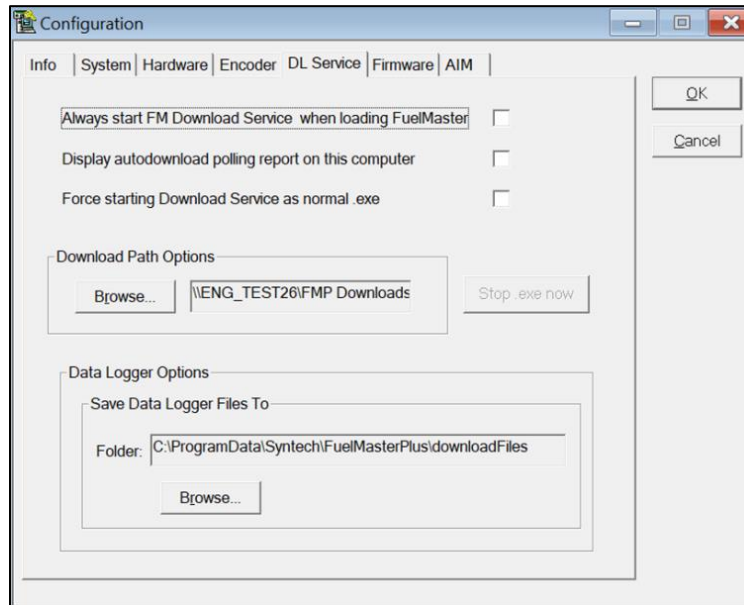 Configuration
Info System Hardware Encoder DL Service Firmware AIM
OK
Always start FM Download Service when loading FuelMaster
Cancel
Display autodownload polling report on this computer
Force starting Download Service as normal .exe
Download Path Options
Browse... \\ENG_TEST26\FMP Downloads Stop .exe now
Data Logger Options
Save Data Logger Files To
Folder: C:\ProgramData\Syntech\FuelMasterPlus\downloadFiles
Browse...